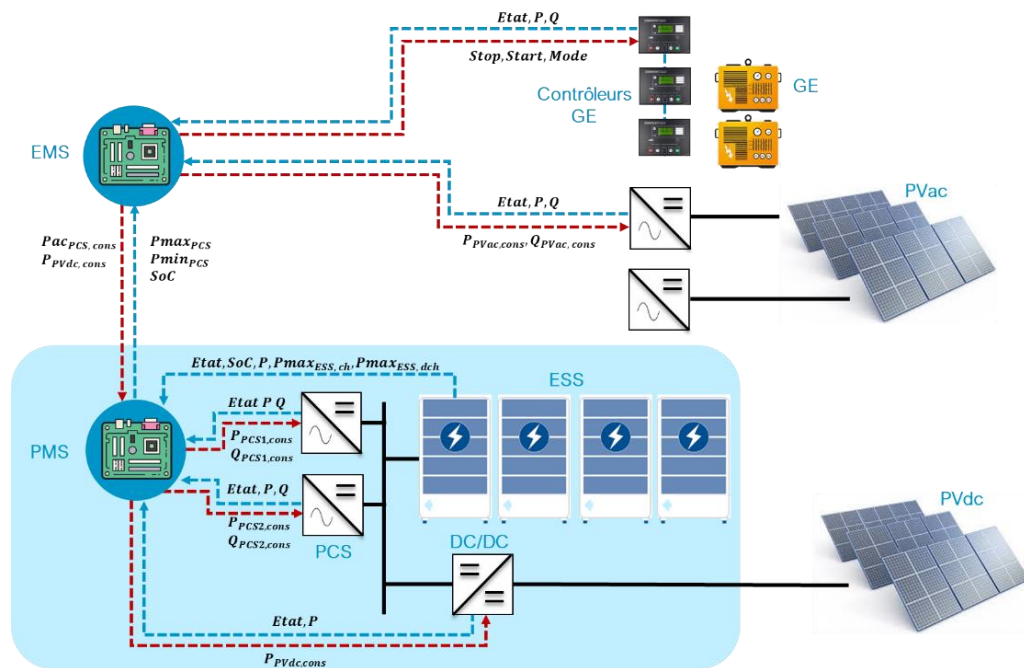 Etat, P, Q
Stop, Start, Mode
Contrôleurs
GE
GE
EMS
PVac
Etat, P, Q
P_PVac,cons, Q_PVac,cons
Pac_PCS,cons
P_PVdc,cons
Pmax_PCS
Pmin_PCS
SoC
Etat, SoC, P, Pmax_ESS,ch, Pmax_ESS,dch
ESS
Etat P Q
P_PCS1,cons
Q_PCS1,cons
PMS
Etat, P, Q
P_PCS2,cons
Q_PCS2,cons
PCS
DC/DC
PVdc
Etat, P
P_PVdc,cons